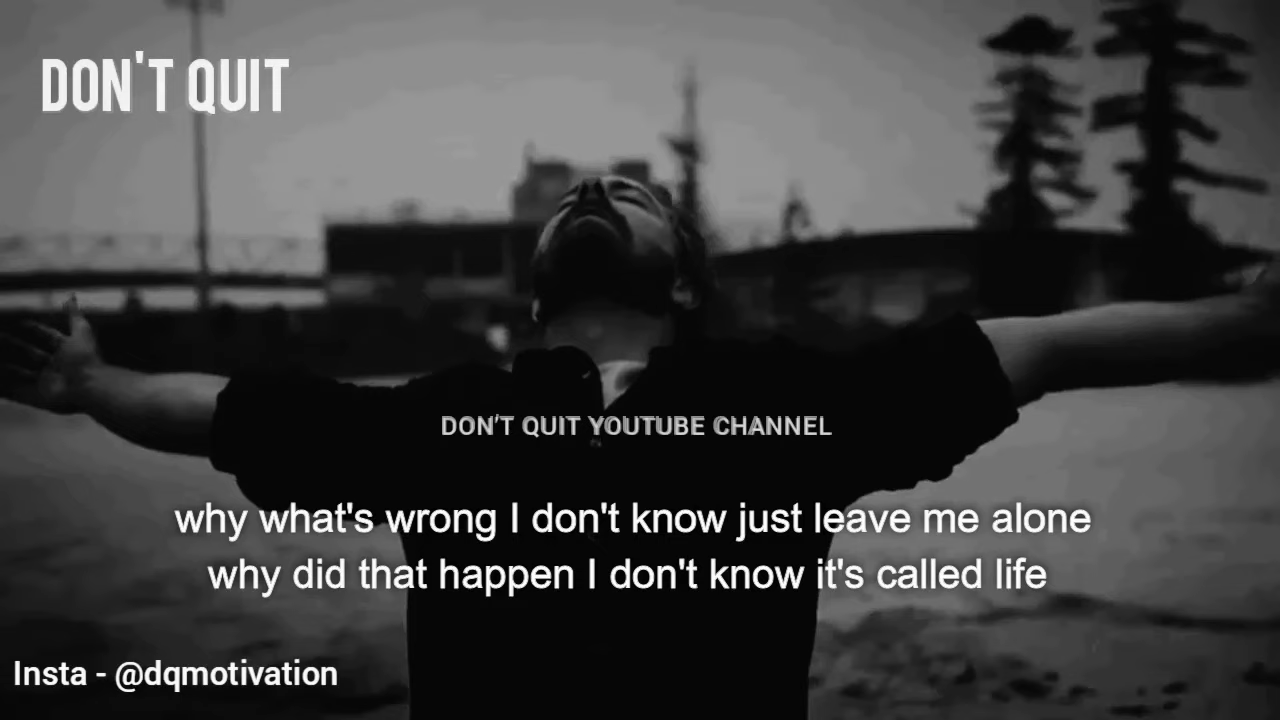 DON'T QUIT
DON'T QUIT YOUTUBE CHANNEL
why what's wrong I don't know just leave me alone
why did that happen I don't know it's called life
Insta - @dqmotivation